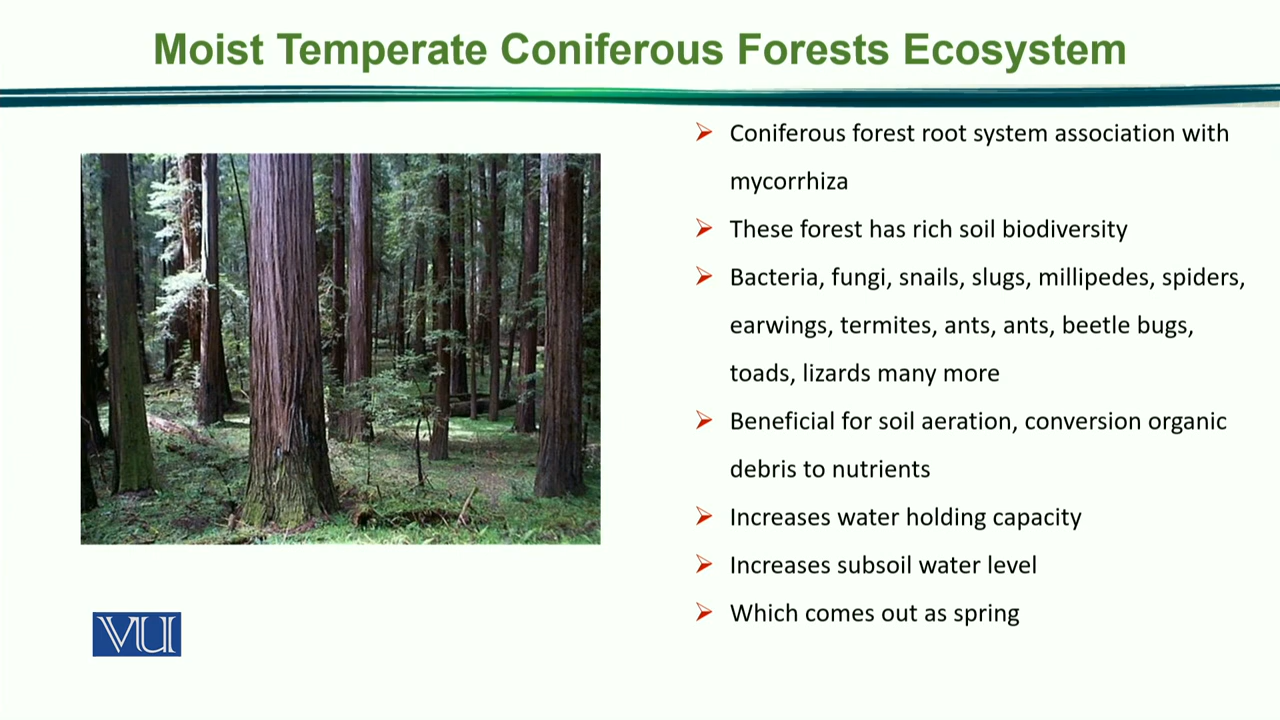 Moist Temperate Coniferous Forests Ecosystem
Coniferous forest root system association with
mycorrhiza
These forest has rich soil biodiversity
Bacteria, fungi, snails, slugs, millipedes, spiders,
earwings, termites, ants, ants, beetle bugs,
toads, lizards many more
Beneficial for soil aeration, conversion organic
debris to nutrients
Increases water holding capacity
Increases subsoil water level
Which comes out as spring
VU